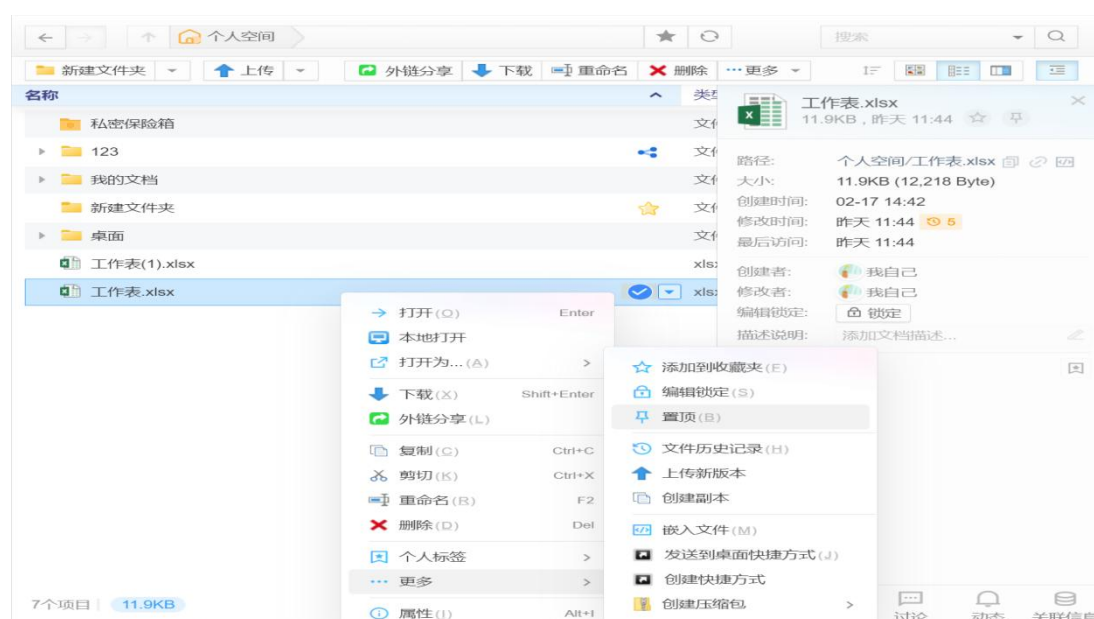 个人空间 搜索
新建文件夹 上传 外链分享 下载 重命名 删除 更多
名称
私密保险箱
123
我的文档
新建文件夹
桌面
工作表(1).xlsx
工作表.xlsx
7个项目 11.9KB
打开(O) Enter
本地打开
打开为...(A)
下载(X) Shift+Enter
外链分享(L)
复制(C) Ctrl+C
剪切(K) Ctrl+X
重命名(R) F2
删除(D) Del
个人标签
更多
属性(I) Alt+I
添加到收藏夹(E)
编辑锁定(S)
置顶(B)
文件历史记录(H)
上传新版本
创建副本
嵌入文件(M)
发送到桌面快捷方式(J)
创建快捷方式
创建压缩包
工作表.xlsx
11.9KB，昨天 11:44
路径: 个人空间/工作表.xlsx
大小: 11.9KB (12,218 Byte)
创建时间: 02-17 14:42
修改时间: 昨天 11:44 5
最后访问: 昨天 11:44
创建者: 我自己
修改者: 我自己
编辑锁定: 锁定
描述说明: 添加文档描述...
讨论 动态 关联信息